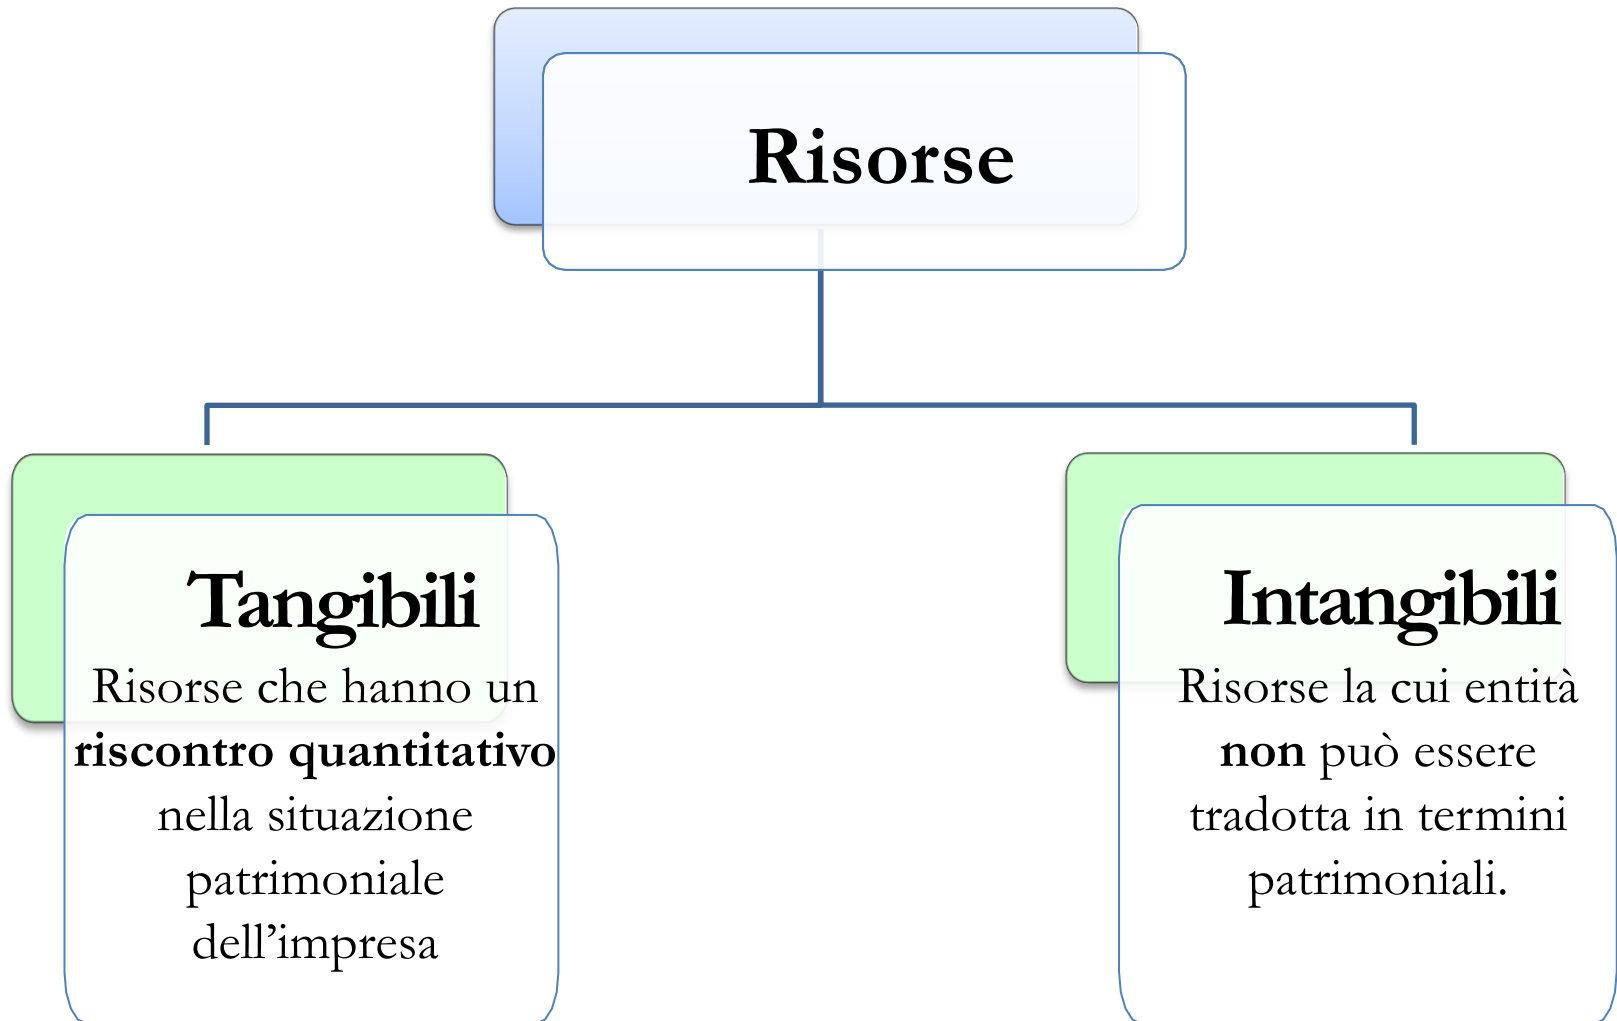 Risorse
Tangibili
Risorse che hanno un
riscontro quantitativo
nella situazione
patrimoniale
dell’impresa
Intangibili
Risorse la cui entità
non può essere
tradotta in termini
patrimoniali.